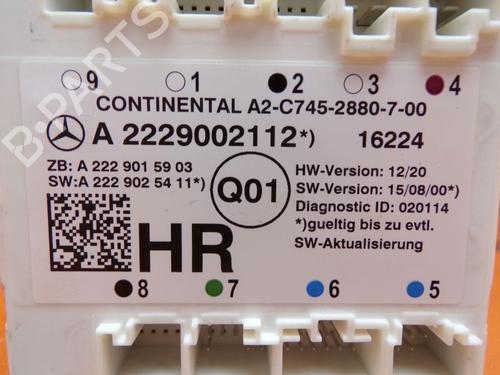 B-PARTS
9 1 2 3 4
CONTINENTAL A2-C745-2880-7-00
A 2229002112*) 16224
ZB: A 222 901 59 03
SW:A 222 902 54 11*)
Q01
HW-Version: 12/20
SW-Version: 15/08/00*)
Diagnostic ID: 020114
*)gueltig bis zu evtl.
SW-Aktualisierung
HR
8 7 6 5